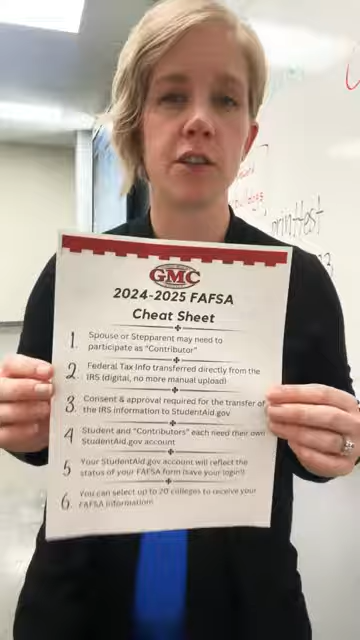 GMC
2024-2025 FAFSA
Cheat Sheet
1. Spouse or Stepparent may need to
participate as "Contributor"
2. Federal Tax Info transferred directly from the
IRS (digital, no more manual upload)
3. Consent & approval required for the transfer of
the IRS information to StudentAid.gov
4 Student and "Contributors" each need their own
StudentAid.gov account
5 Your StudentAid.gov account will reflect the
status of your FAFSA form (save your login!)
6. You can select up to 20 colleges to receive your
FAFSA information!
bulldogs
printtest